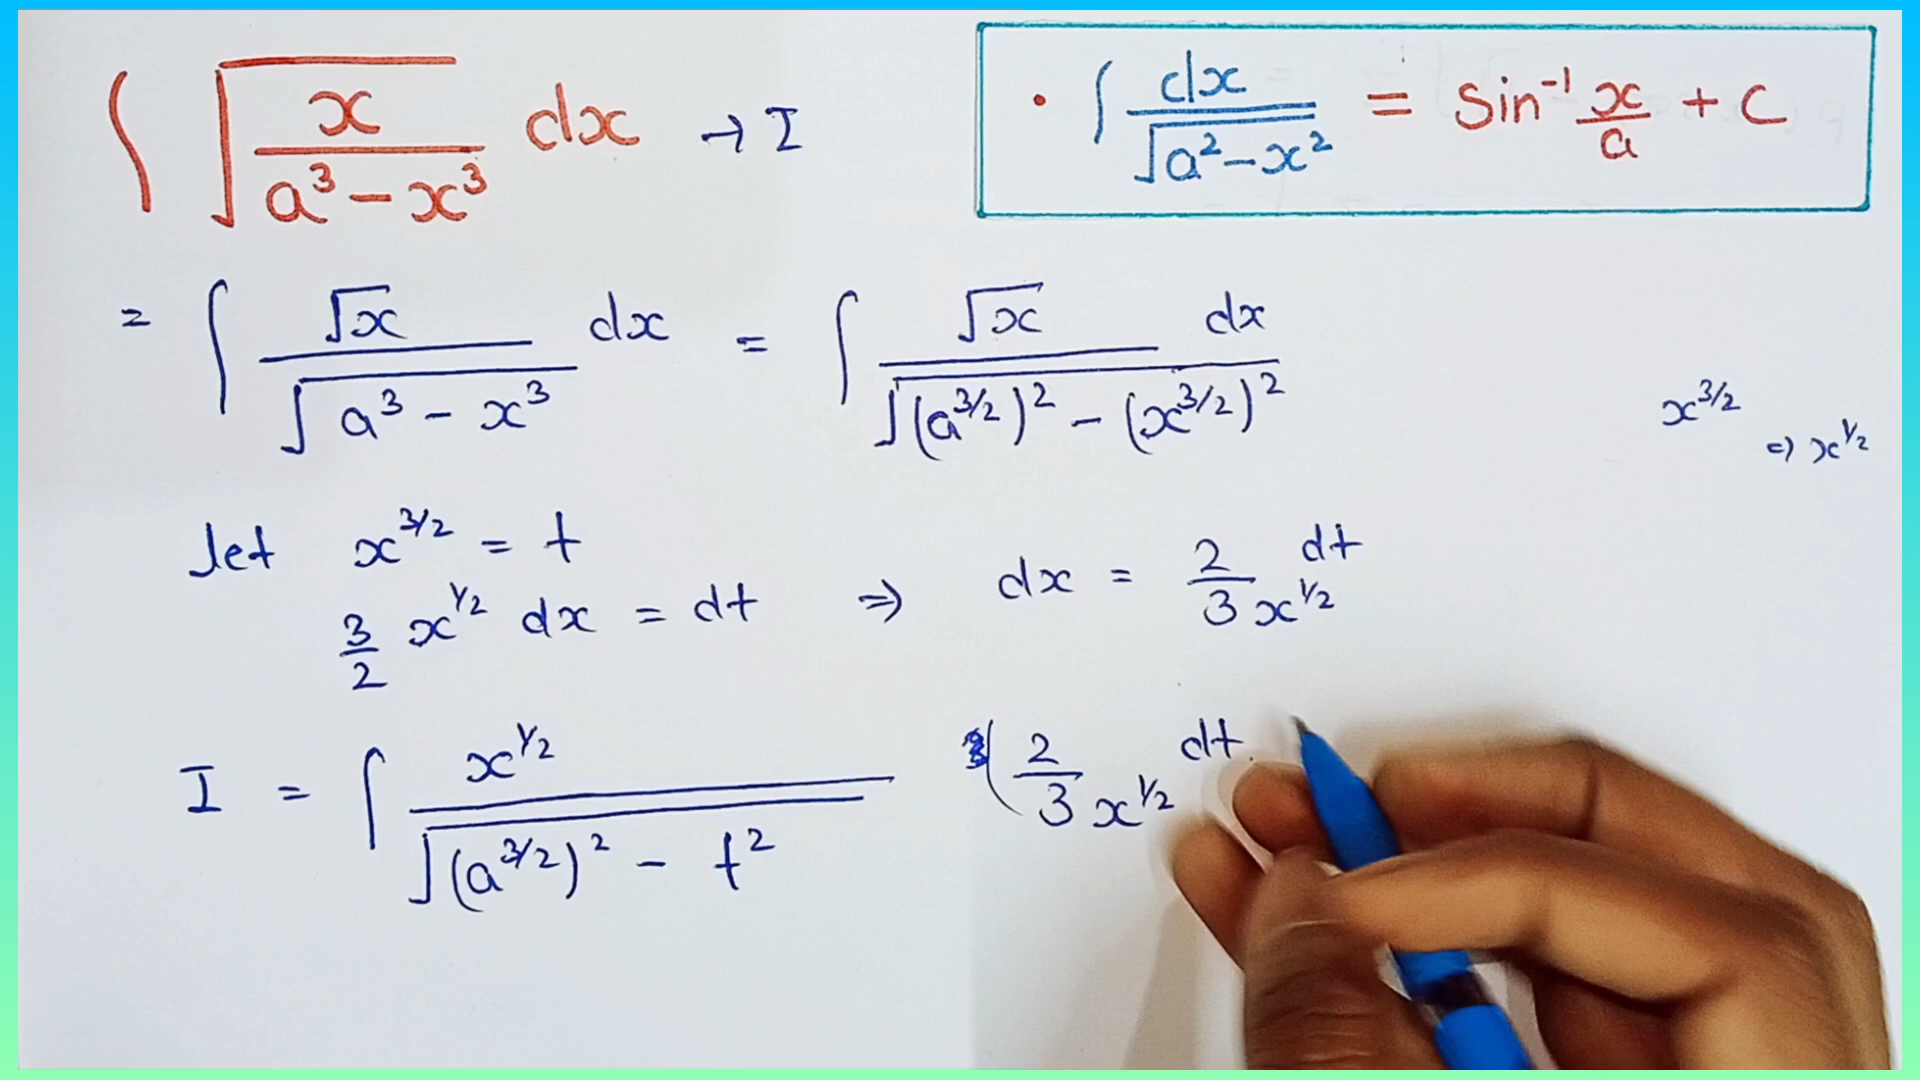 ∫ √(x/(a³ − x³)) dx → I
• ∫ dx/√(a² − x²) = sin⁻¹ x/a + c
= ∫ √x/√(a³ − x³) dx = ∫ √x dx/√((a^3/2)² − (x^3/2)²)
x^3/2
⇒ x^1/2
let x^3/2 = t
3/2 x^1/2 dx = dt ⇒ dx = 2/3 dt/x^1/2
I = ∫ x^1/2/√((a^3/2)² − t²) (2/3 dt/x^1/2